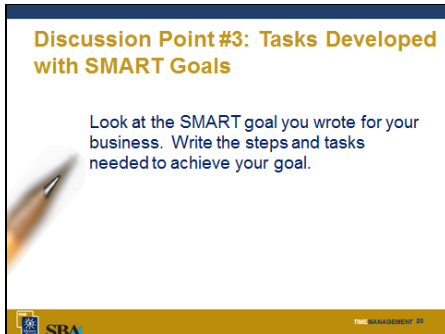 Discussion Point #3: Tasks Developed
with SMART Goals
Look at the SMART goal you wrote for your
business. Write the steps and tasks
needed to achieve your goal.
SBA
TIME MANAGEMENT 20